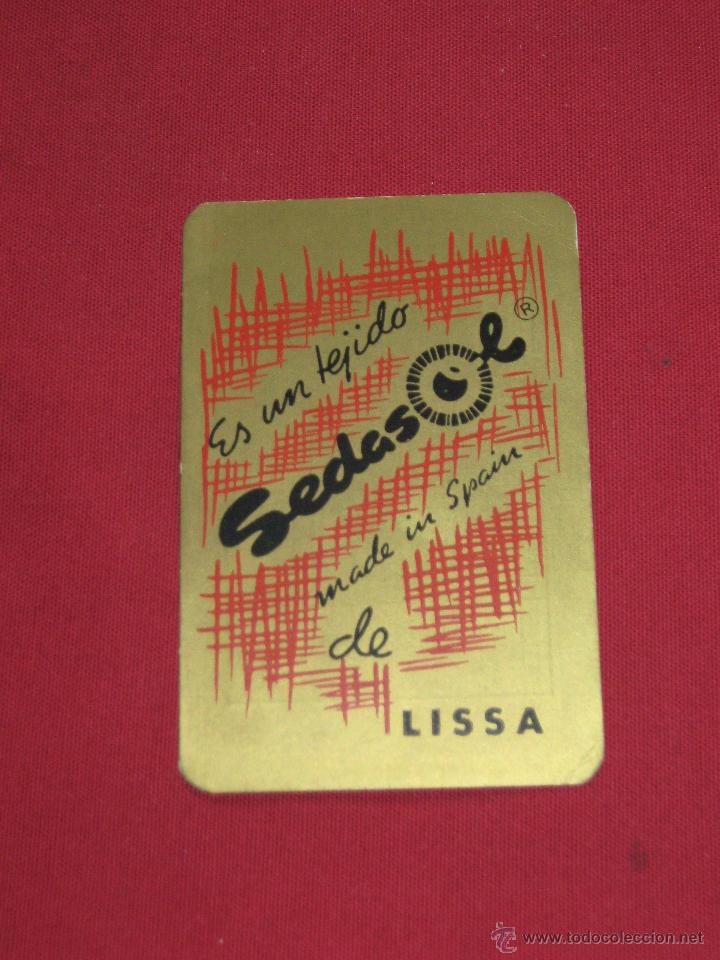 Es un tejido
Sedasol ®
made in Spain
de
LISSA
© www.todocoleccion.net